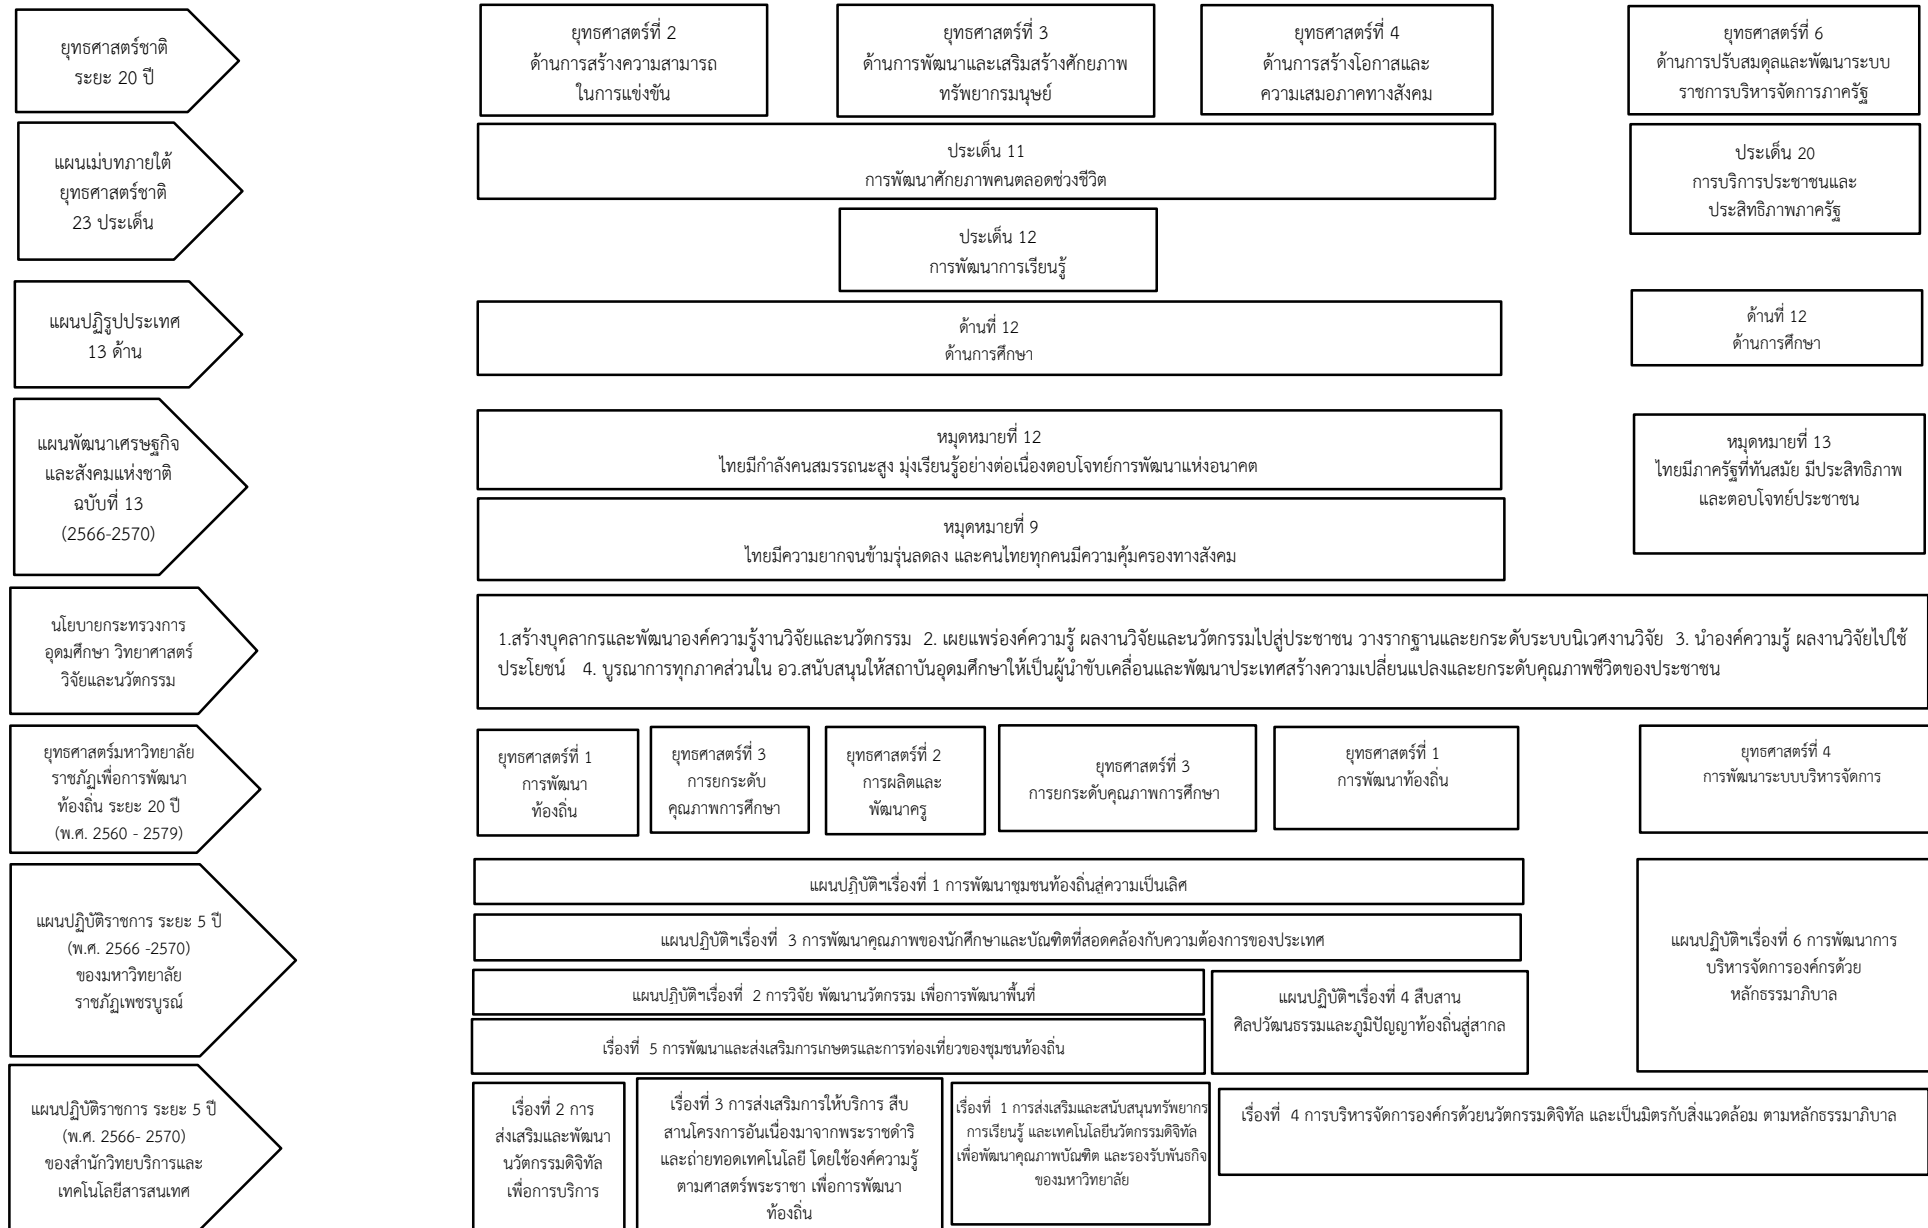 ยุทธศาสตร์ชาติ
ระยะ 20 ปี
ยุทธศาสตร์ที่ 2
ด้านการสร้างความสามารถ
ในการแข่งขัน
ยุทธศาสตร์ที่ 3
ด้านการพัฒนาและเสริมสร้างศักยภาพ
ทรัพยากรมนุษย์
ยุทธศาสตร์ที่ 4
ด้านการสร้างโอกาสและ
ความเสมอภาคทางสังคม
ยุทธศาสตร์ที่ 6
ด้านการปรับสมดุลและพัฒนาระบบ
ราชการบริหารจัดการภาครัฐ
แผนเม่บทภายใต้
ยุทธศาสตร์ชาติ
23 ประเด็น
ประเด็น 11
การพัฒนาศักยภาพคนตลอดช่วงชีวิต
ประเด็น 20
การบริการประชาชนและ
ประสิทธิภาพภาครัฐ
ประเด็น 12
การพัฒนาการเรียนรู้
แผนปฏิรูปประเทศ
13 ด้าน
ด้านที่ 12
ด้านการศึกษา
ด้านที่ 12
ด้านการศึกษา
แผนพัฒนาเศรษฐกิจ
และสังคมแห่งชาติ
ฉบับที่ 13
(2566-2570)
หมุดหมายที่ 12
ไทยมีกำลังคนสมรรถนะสูง มุ่งเรียนรู้อย่างต่อเนื่องตอบโจทย์การพัฒนาแห่งอนาคต
หมุดหมายที่ 13
ไทยมีภาครัฐที่ทันสมัย มีประสิทธิภาพ
และตอบโจทย์ประชาชน
หมุดหมายที่ 9
ไทยมีความยากจนข้ามรุ่นลดลง และคนไทยทุกคนมีความคุ้มครองทางสังคม
นโยบายกระทรวงการ
อุดมศึกษา วิทยาศาสตร์
วิจัยและนวัตกรรม
1.สร้างบุคลากรและพัฒนาองค์ความรู้งานวิจัยและนวัตกรรม 2. เผยแพร่องค์ความรู้ ผลงานวิจัยและนวัตกรรมไปสู่ประชาชน วางรากฐานและยกระดับระบบนิเวศงานวิจัย 3. นำองค์ความรู้ ผลงานวิจัยไปใช้
ประโยชน์ 4. บูรณาการทุกภาคส่วนใน อว.สนับสนุนให้สถาบันอุดมศึกษาให้เป็นผู้นำขับเคลื่อนและพัฒนาประเทศสร้างความเปลี่ยนแปลงและยกระดับคุณภาพชีวิตของประชาชน
ยุทธศาสตร์มหาวิทยาลัย
ราชภัฏเพื่อการพัฒนา
ท้องถิ่น ระยะ 20 ปี
(พ.ศ. 2560 - 2579)
ยุทธศาสตร์ที่ 1
การพัฒนา
ท้องถิ่น
ยุทธศาสตร์ที่ 3
การยกระดับ
คุณภาพการศึกษา
ยุทธศาสตร์ที่ 2
การผลิตและ
พัฒนาครู
ยุทธศาสตร์ที่ 3
การยกระดับคุณภาพการศึกษา
ยุทธศาสตร์ที่ 1
การพัฒนาท้องถิ่น
ยุทธศาสตร์ที่ 4
การพัฒนาระบบบริหารจัดการ
แผนปฏิบัติราชการ ระยะ 5 ปี
(พ.ศ. 2566 -2570)
ของมหาวิทยาลัย
ราชภัฏเพชรบูรณ์
แผนปฏิบัติฯเรื่องที่ 1 การพัฒนาชุมชนท้องถิ่นสู่ความเป็นเลิศ
แผนปฏิบัติฯเรื่องที่ 3 การพัฒนาคุณภาพของนักศึกษาและบัณฑิตที่สอดคล้องกับความต้องการของประเทศ
แผนปฏิบัติฯเรื่องที่ 2 การวิจัย พัฒนานวัตกรรม เพื่อการพัฒนาพื้นที่
เรื่องที่ 5 การพัฒนาและส่งเสริมการเกษตรและการท่องเที่ยวของชุมชนท้องถิ่น
แผนปฏิบัติฯเรื่องที่ 4 สืบสาน
ศิลปวัฒนธรรมและภูมิปัญญาท้องถิ่นสู่สากล
แผนปฏิบัติฯเรื่องที่ 6 การพัฒนาการ
บริหารจัดการองค์กรด้วย
หลักธรรมาภิบาล
แผนปฏิบัติราชการ ระยะ 5 ปี
(พ.ศ. 2566- 2570)
ของสำนักวิทยบริการและ
เทคโนโลยีสารสนเทศ
เรื่องที่ 2 การ
ส่งเสริมและพัฒนา
นวัตกรรมดิจิทัล
เพื่อการบริการ
เรื่องที่ 3 การส่งเสริมการให้บริการ สืบ
สานโครงการอันเนื่องมาจากพระราชดำริ
และถ่ายทอดเทคโนโลยี โดยใช้องค์ความรู้
ตามศาสตร์พระราชา เพื่อการพัฒนา
ท้องถิ่น
เรื่องที่ 1 การส่งเสริมและสนับสนุนทรัพยากร
การเรียนรู้ และเทคโนโลยีนวัตกรรมดิจิทัล
เพื่อพัฒนาคุณภาพบัณฑิต และรองรับพันธกิจ
ของมหาวิทยาลัย
เรื่องที่ 4 การบริหารจัดการองค์กรด้วยนวัตกรรมดิจิทัล และเป็นมิตรกับสิ่งแวดล้อม ตามหลักธรรมาภิบาล